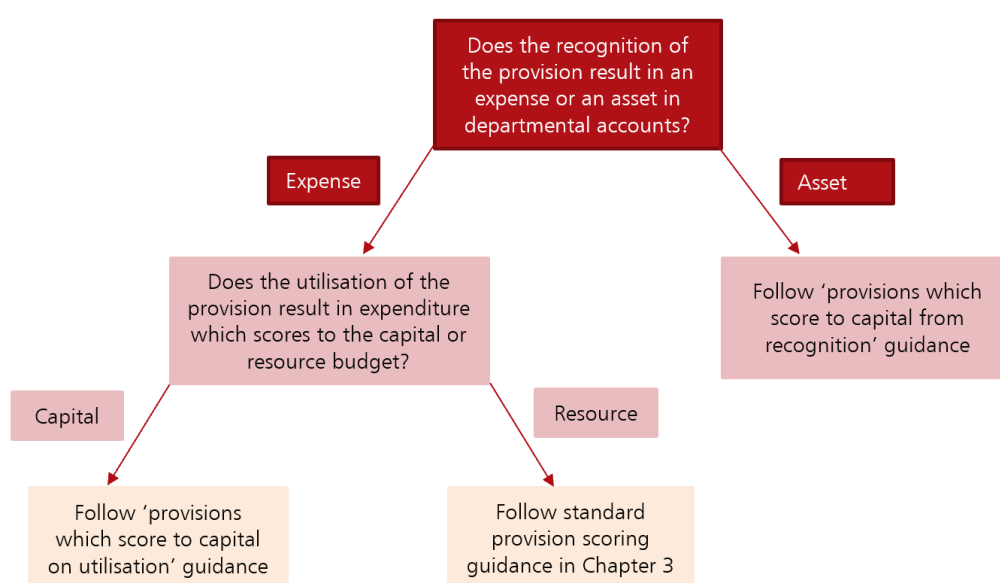 Does the recognition of
the provision result in an
expense or an asset in
departmental accounts?
Expense
Asset
Does the utilisation of the
provision result in expenditure
which scores to the capital or
resource budget?
Follow ‘provisions which
score to capital from
recognition’ guidance
Capital
Resource
Follow ‘provisions
which score to capital
on utilisation’ guidance
Follow standard
provision scoring
guidance in Chapter 3